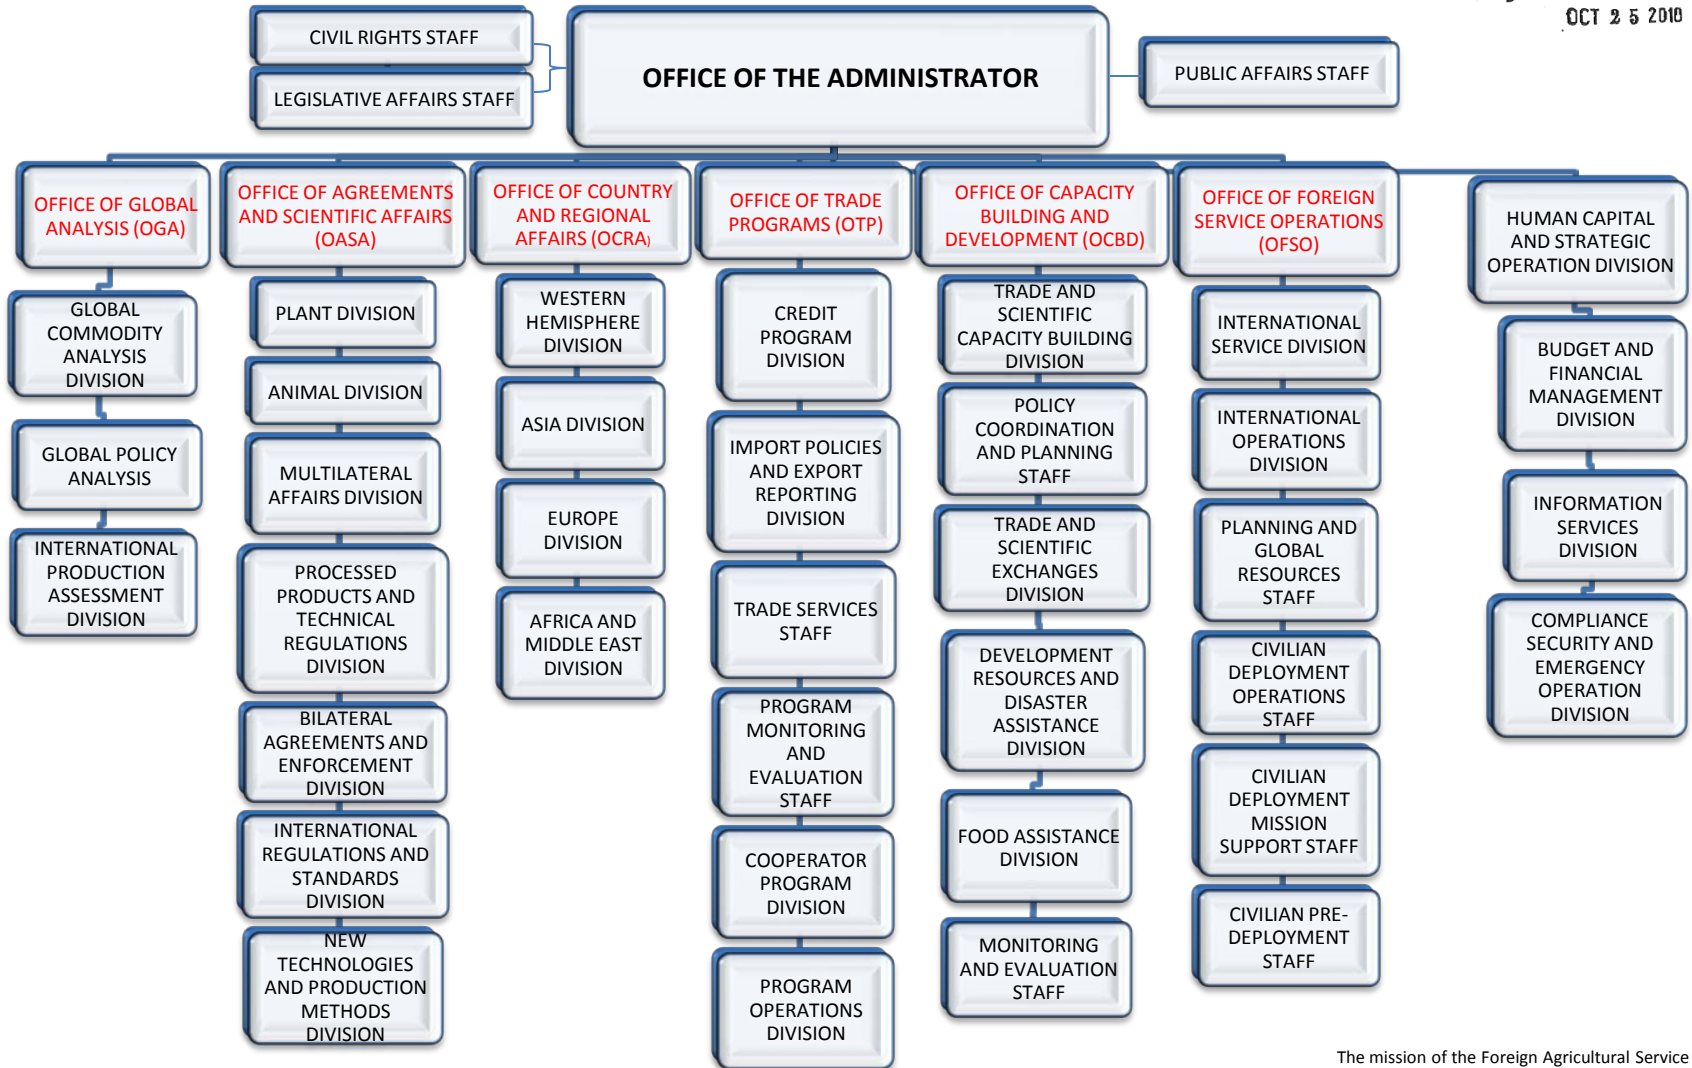 OCT 2 5 2010
CIVIL RIGHTS STAFF
LEGISLATIVE AFFAIRS STAFF
OFFICE OF THE ADMINISTRATOR
PUBLIC AFFAIRS STAFF
OFFICE OF GLOBAL
ANALYSIS (OGA)
GLOBAL
COMMODITY
ANALYSIS
DIVISION
GLOBAL POLICY
ANALYSIS
INTERNATIONAL
PRODUCTION
ASSESSMENT
DIVISION
OFFICE OF AGREEMENTS
AND SCIENTIFIC AFFAIRS
(OASA)
PLANT DIVISION
ANIMAL DIVISION
MULTILATERAL
AFFAIRS DIVISION
PROCESSED
PRODUCTS AND
TECHNICAL
REGULATIONS
DIVISION
BILATERAL
AGREEMENTS AND
ENFORCEMENT
DIVISION
INTERNATIONAL
REGULATIONS AND
STANDARDS
DIVISION
NEW
TECHNOLOGIES
AND PRODUCTION
METHODS
DIVISION
OFFICE OF COUNTRY
AND REGIONAL
AFFAIRS (OCRA)
WESTERN
HEMISPHERE
DIVISION
ASIA DIVISION
EUROPE
DIVISION
AFRICA AND
MIDDLE EAST
DIVISION
OFFICE OF TRADE
PROGRAMS (OTP)
CREDIT
PROGRAM
DIVISION
IMPORT POLICIES
AND EXPORT
REPORTING
DIVISION
TRADE SERVICES
STAFF
PROGRAM
MONITORING
AND
EVALUATION
STAFF
COOPERATOR
PROGRAM
DIVISION
PROGRAM
OPERATIONS
DIVISION
OFFICE OF CAPACITY
BUILDING AND
DEVELOPMENT (OCBD)
TRADE AND
SCIENTIFIC
CAPACITY BUILDING
DIVISION
POLICY
COORDINATION
AND PLANNING
STAFF
TRADE AND
SCIENTIFIC
EXCHANGES
DIVISION
DEVELOPMENT
RESOURCES AND
DISASTER
ASSISTANCE
DIVISION
FOOD ASSISTANCE
DIVISION
MONITORING
AND EVALUATION
STAFF
OFFICE OF FOREIGN
SERVICE OPERATIONS
(OFSO)
INTERNATIONAL
SERVICE DIVISION
INTERNATIONAL
OPERATIONS
DIVISION
PLANNING AND
GLOBAL
RESOURCES
STAFF
CIVILIAN
DEPLOYMENT
OPERATIONS
STAFF
CIVILIAN
DEPLOYMENT
MISSION
SUPPORT STAFF
CIVILIAN PRE-
DEPLOYMENT
STAFF
HUMAN CAPITAL
AND STRATEGIC
OPERATION DIVISION
BUDGET AND
FINANCIAL
MANAGEMENT
DIVISION
INFORMATION
SERVICES
DIVISION
COMPLIANCE
SECURITY AND
EMERGENCY
OPERATION
DIVISION
The mission of the Foreign Agricultural Service